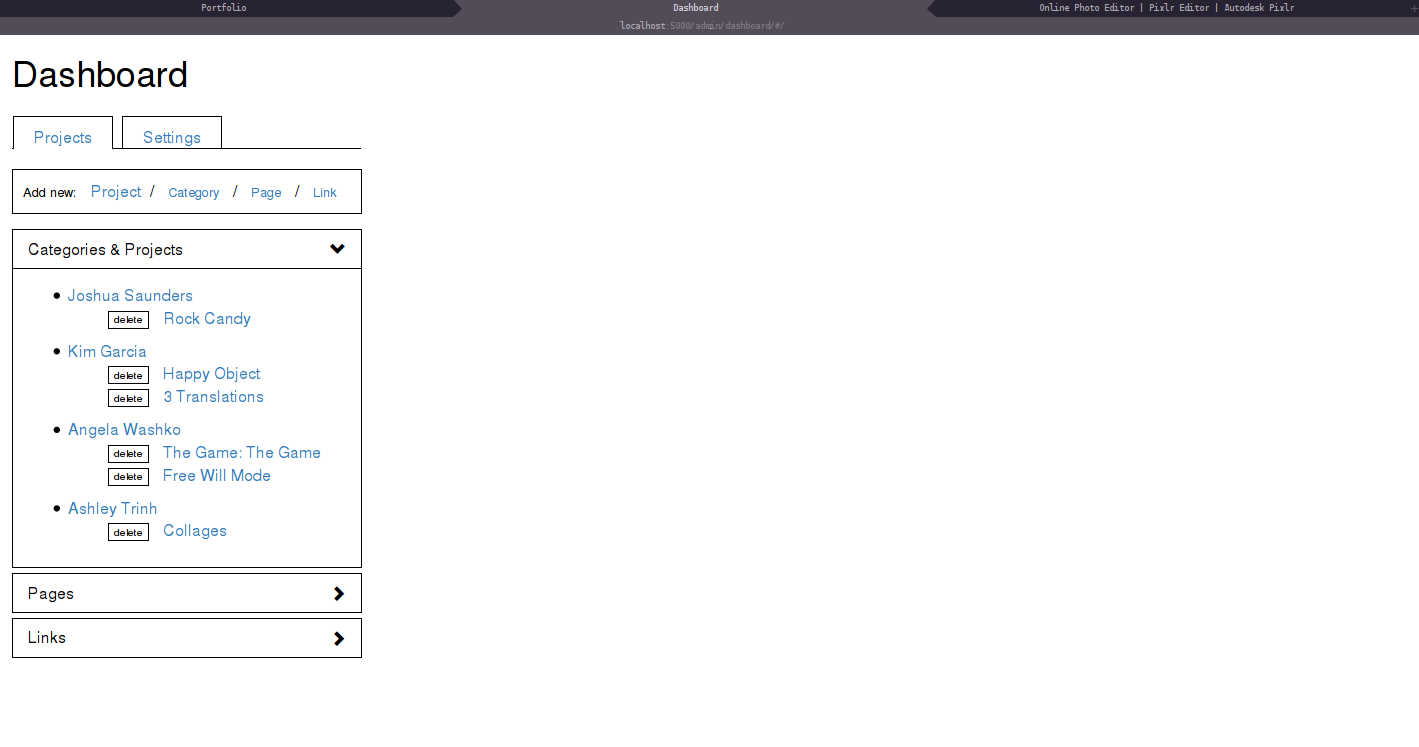 Portfolio Dashboard Online Photo Editor | Pixlr Editor | Autodesk Pixlr +
localhost:5000/admin/dashboard/#/
Dashboard
Projects Settings
Add new: Project / Category / Page / Link
Categories & Projects
• Joshua Saunders
delete Rock Candy
• Kim Garcia
delete Happy Object
delete 3 Translations
• Angela Washko
delete The Game: The Game
delete Free Will Mode
• Ashley Trinh
delete Collages
Pages
Links